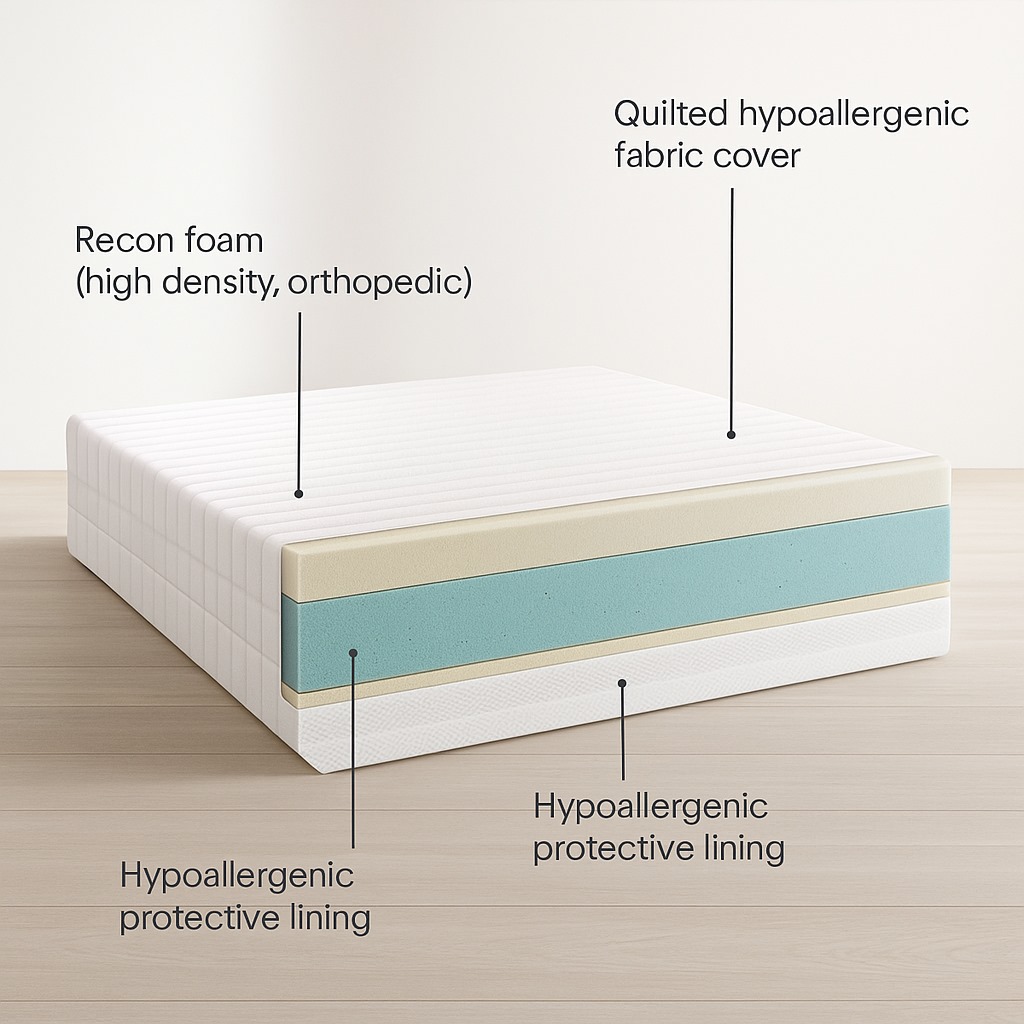 Quilted hypoallergenic
fabric cover
Recon foam
(high density, orthopedic)
Hypoallergenic
protective lining
Hypoallergenic
protective lining